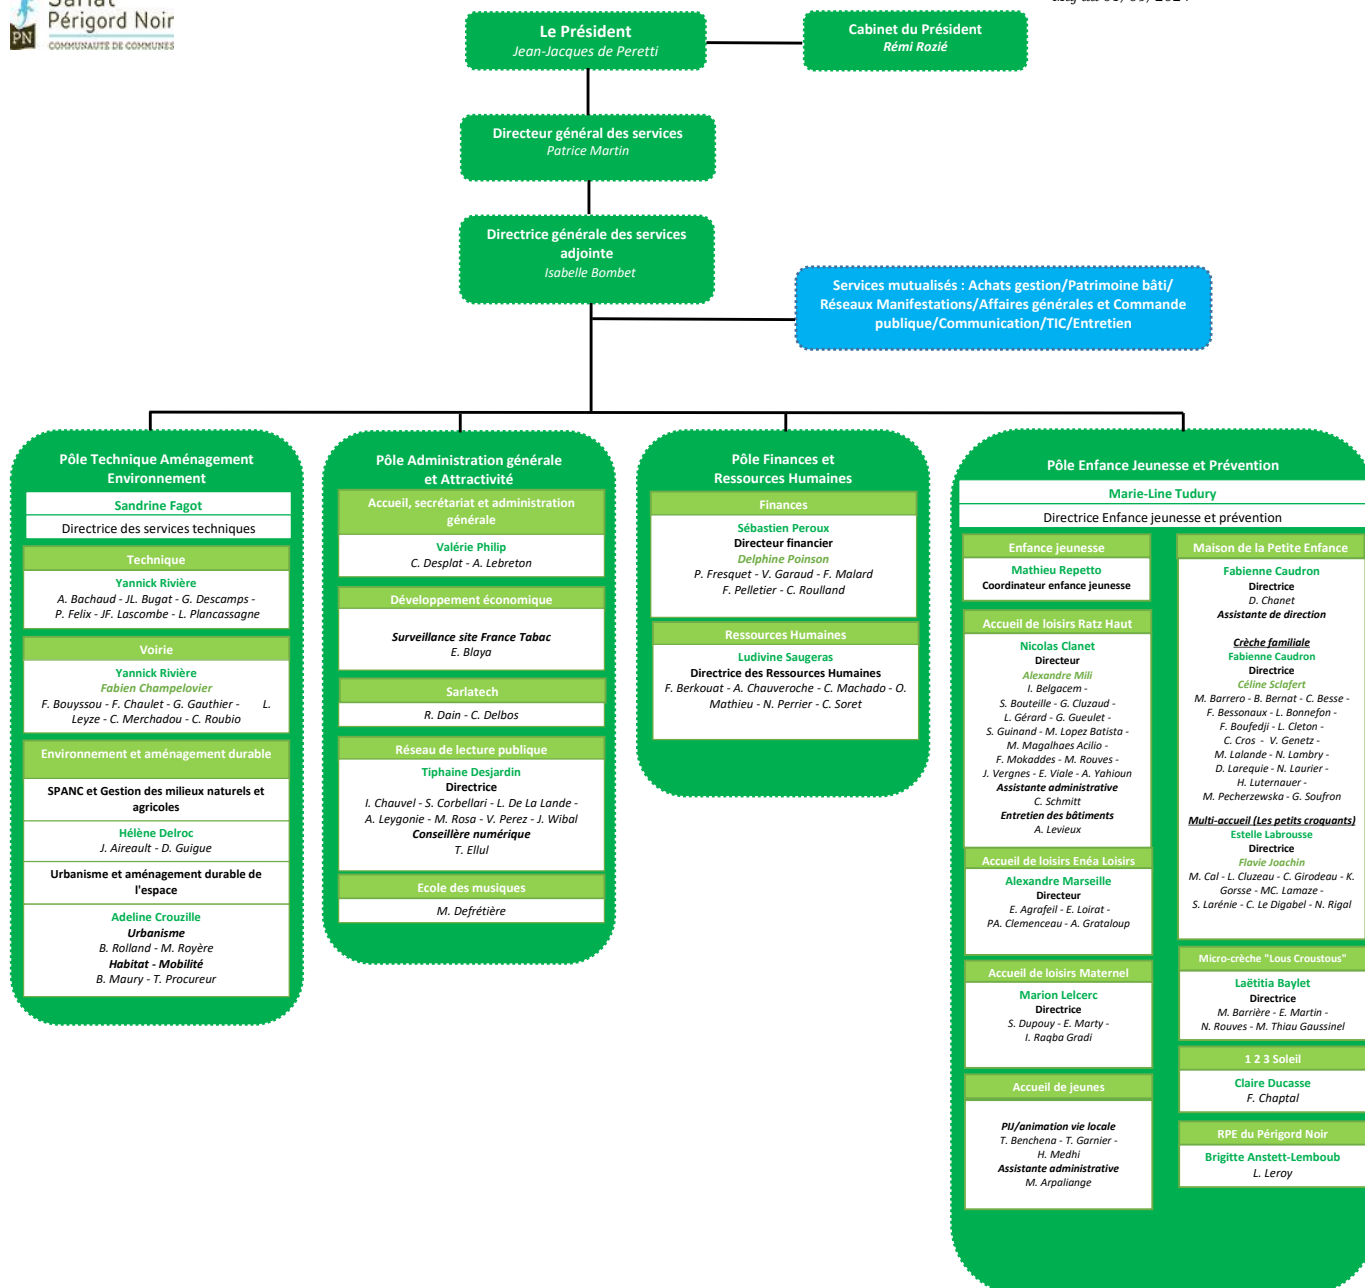 Sarlat
Périgord Noir
PN
COMMUNAUTÉ DE COMMUNES
Le Président
Jean-Jacques de Peretti
Cabinet du Président
Rémi Rozié
Directeur général des services
Patrice Martin
Directrice générale des services
adjointe
Isabelle Bombet
Services mutualisés : Achats gestion/Patrimoine bâti/
Réseaux Manifestations/Affaires générales et Commande
publique/Communication/TIC/Entretien
Pôle Technique Aménagement
Environnement
Sandrine Fagot
Directrice des services techniques
Technique
Yannick Rivière
A. Bachaud - JL. Bugat - G. Descamps -
P. Felix - JF. Lascombe - L. Plancassagne
Voirie
Yannick Rivière
Fabien Champelovier
F. Bouyssou - F. Chaulet - G. Gauthier - L.
Leyze - C. Merchadou - C. Roubio
Environnement et aménagement durable
SPANC et Gestion des milieux naturels et
agricoles
Hélène Delroc
J. Aireault - D. Guigue
Urbanisme et aménagement durable de
l'espace
Adeline Crouzille
Urbanisme
B. Rolland - M. Royère
Habitat - Mobilité
B. Maury - T. Procureur
Pôle Administration générale
et Attractivité
Accueil, secrétariat et administration
générale
Valérie Philip
C. Desplat - A. Lebreton
Développement économique
Surveillance site France Tabac
E. Blaya
Sarlatech
R. Dain - C. Delbos
Réseau de lecture publique
Tiphaine Desjardin
Directrice
I. Chauvel - S. Corbellari - L. De La Lande -
A. Leygonie - M. Rosa - V. Perez - J. Wibal
Conseillère numérique
T. Ellul
Ecole des musiques
M. Defrétière
Pôle Finances et
Ressources Humaines
Finances
Sébastien Peroux
Directeur financier
Delphine Poinson
P. Fresquet - V. Garaud - F. Malard
F. Pelletier - C. Roulland
Ressources Humaines
Ludivine Saugeras
Directrice des Ressources Humaines
F. Berkouat - A. Chauveroche - C. Machado - O.
Mathieu - N. Perrier - C. Soret
Pôle Enfance Jeunesse et Prévention
Marie-Line Tudury
Directrice Enfance jeunesse et prévention
Enfance jeunesse
Mathieu Repetto
Coordinateur enfance jeunesse
Accueil de loisirs Ratz Haut
Nicolas Clanet
Directeur
Alexandre Mili
I. Belgacem -
S. Bouteille - G. Cluzaud -
L. Gérard - G. Gueulet -
S. Guinand - M. Lopez Batista -
M. Magalhaes Acilio -
F. Mokaddes - M. Rouves -
J. Vergnes - E. Viale - A. Yahioun
Assistante administrative
C. Schmitt
Entretien des bâtiments
A. Levieux
Accueil de loisirs Enéa Loisirs
Alexandre Marseille
Directeur
E. Agrafeil - E. Loirat -
PA. Clemenceau - A. Grataloup
Accueil de loisirs Maternel
Marion Lelcerc
Directrice
S. Dupouy - E. Marty -
I. Raqba Gradi
Accueil de jeunes
PIJ/animation vie locale
T. Benchena - T. Garnier -
H. Medhi
Assistante administrative
M. Arpaliange
Maison de la Petite Enfance
Fabienne Caudron
Directrice
D. Chanet
Assistante de direction
Crèche familiale
Fabienne Caudron
Directrice
Céline Sclafert
M. Barrero - B. Bernat - C. Besse -
F. Bessonaux - L. Bonnefon -
F. Boufedji - L. Cleton -
C. Cros - V. Genetz -
M. Lalande - N. Lambry -
D. Larequie - N. Laurier -
H. Luternauer -
M. Pecherzewska - G. Soufron
Multi-accueil (Les petits croquants)
Estelle Labrousse
Directrice
Flavie Joachin
M. Cal - L. Cluzeau - C. Girodeau - K.
Gorsse - MC. Lamaze -
S. Larénie - C. Le Digabel - N. Rigal
Micro-crèche "Lous Croustous"
Laëtitia Baylet
Directrice
M. Barrière - E. Martin -
N. Rouves - M. Thiau Gaussinel
1 2 3 Soleil
Claire Ducasse
F. Chaptal
RPE du Périgord Noir
Brigitte Anstett-Lemboub
L. Leroy